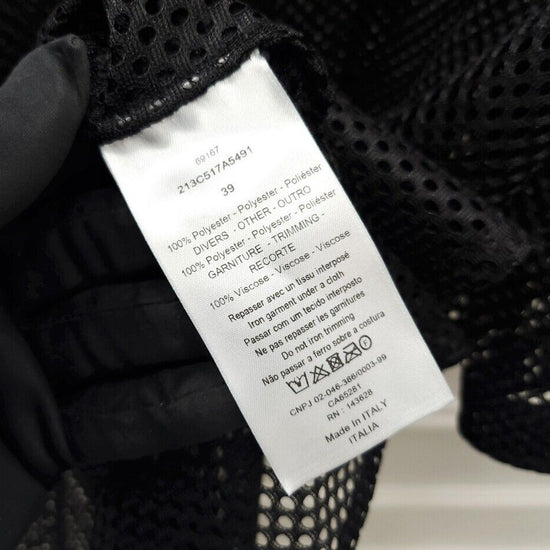 69167
213C517A5491
39
100% Polyester - Polyester - Poliéster
DIVERS - OTHER - OUTRO
100% Polyester - Polyester - Poliéster
GARNITURE - TRIMMING -
RECORTE
100% Viscose - Viscose - Viscose
Repasser avec un tissu interposé
Iron garment under a cloth
Passar com um tecido interposto
Ne pas repasser les garnitures
Do not iron trimming
Não passar a ferro sobre a costura
CNPJ 02-046-386/0003-99
CA65281
RN : 143628
Made in ITALY
ITALIA